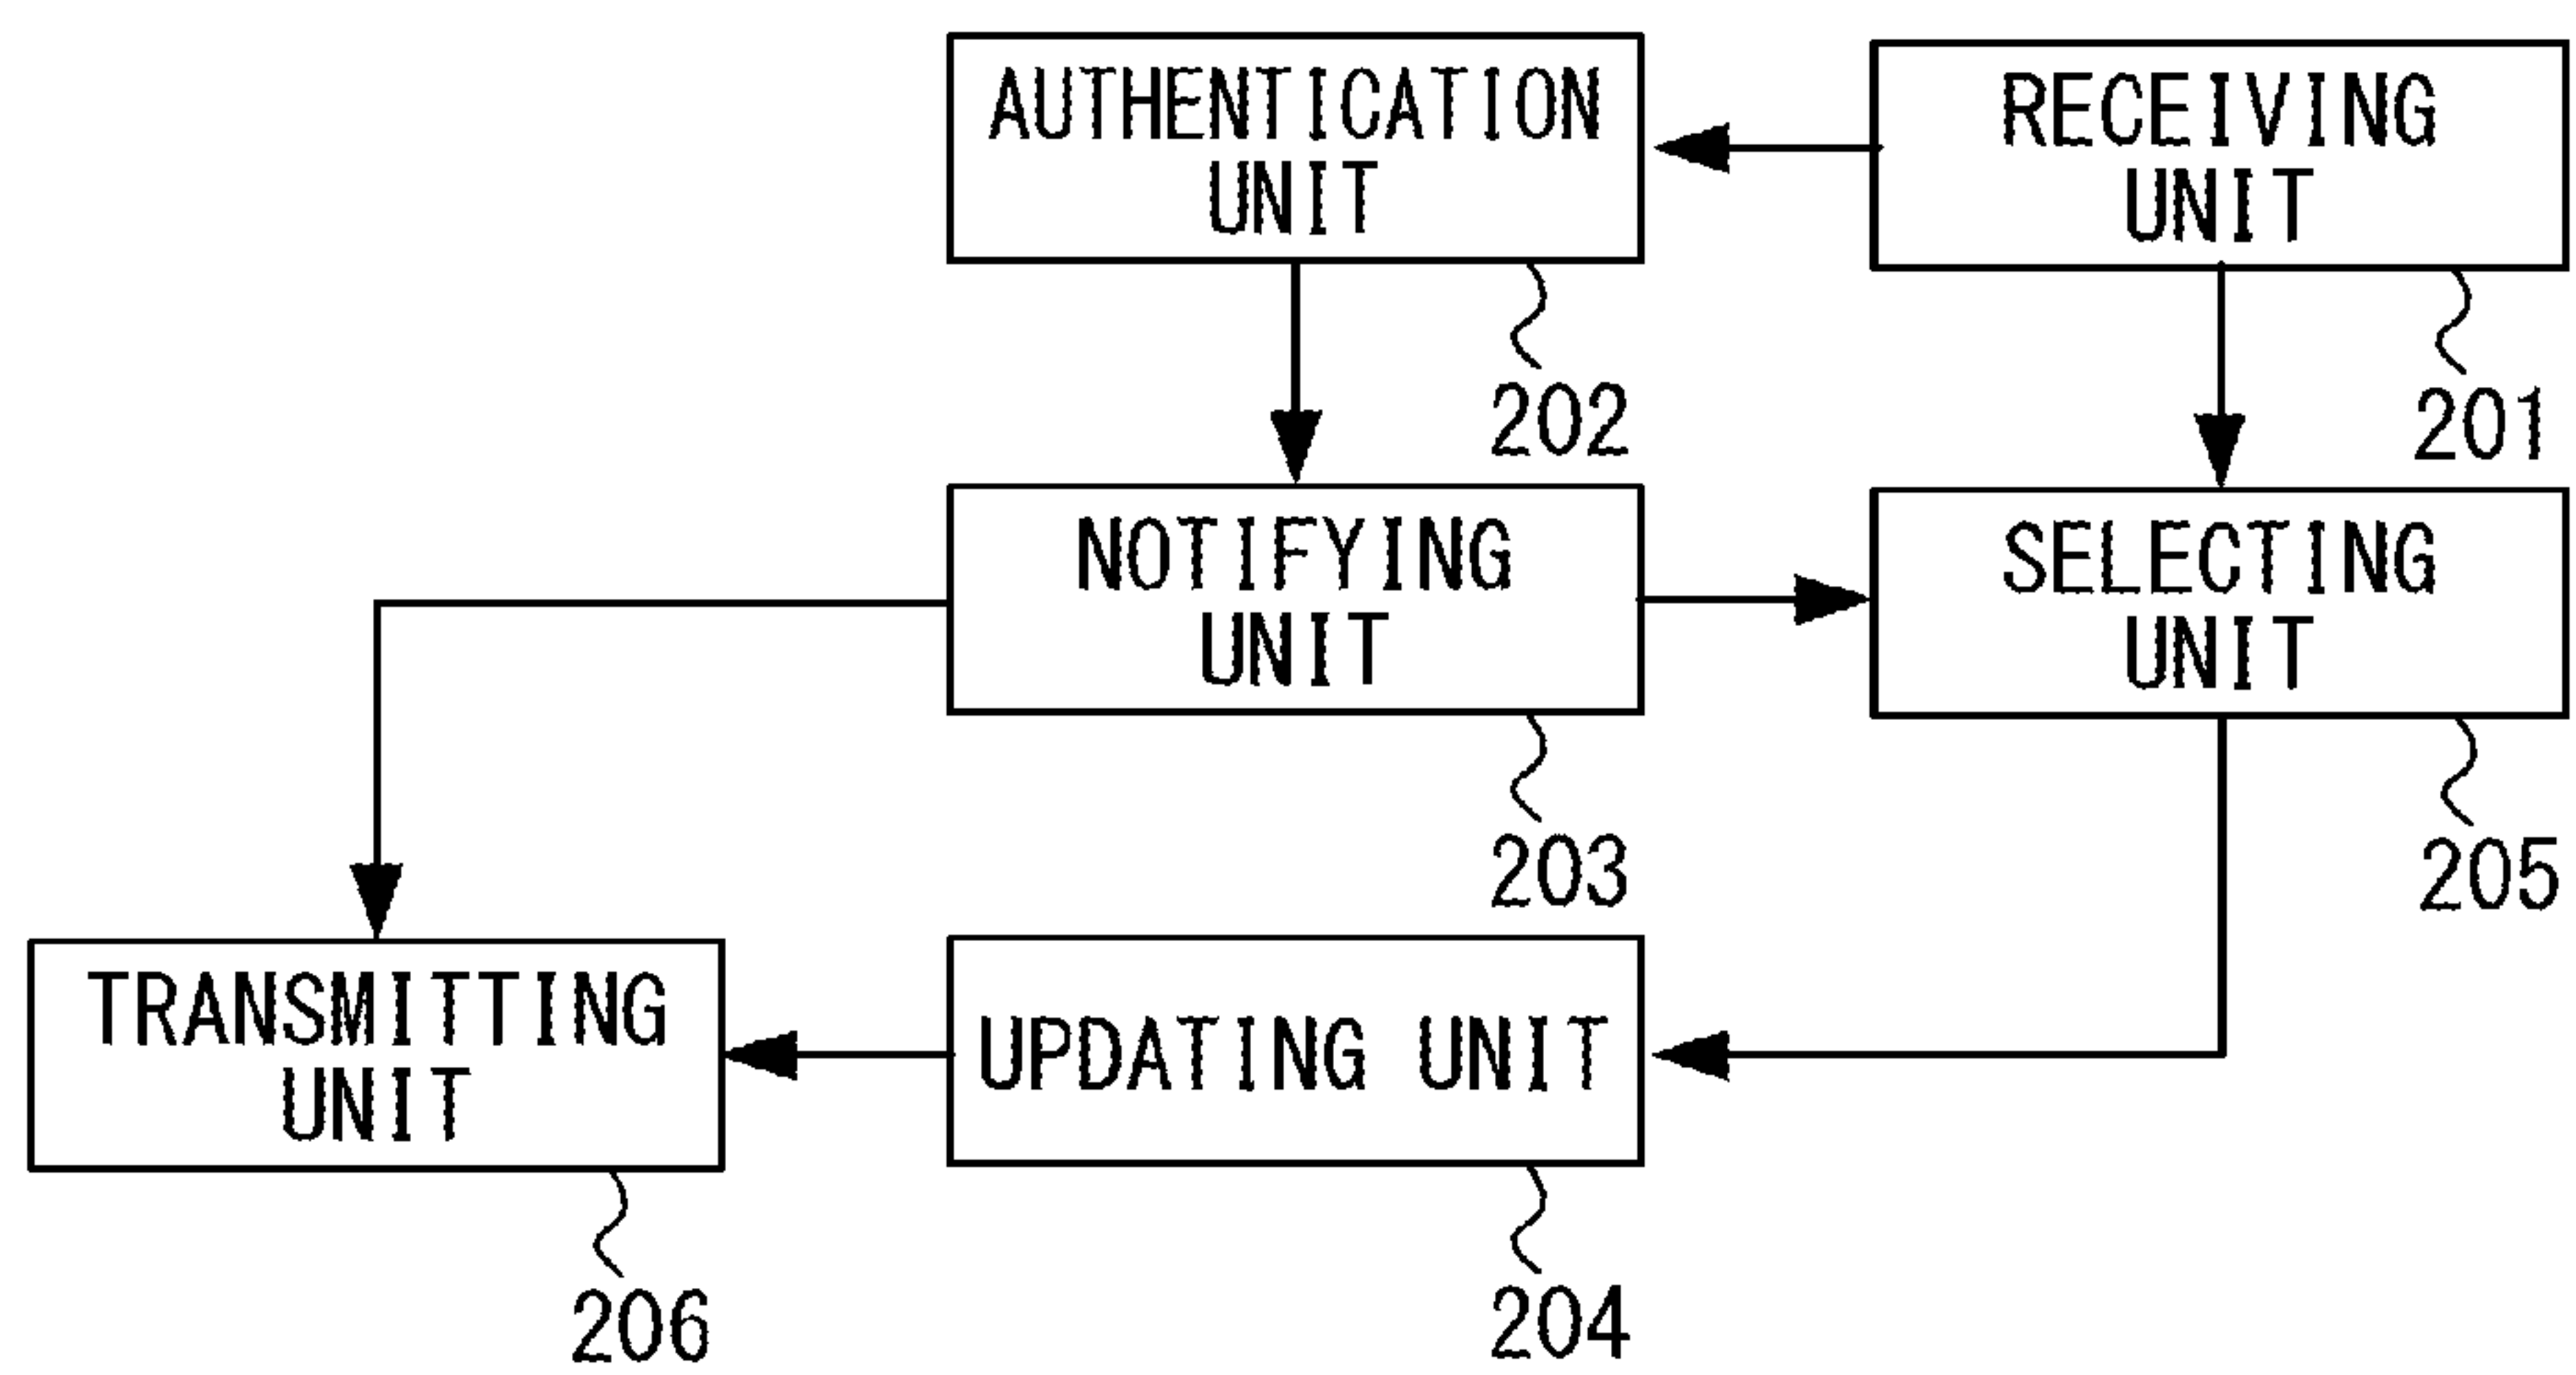 AUTHENTICATION
UNIT
202
RECEIVING
UNIT
201
NOTIFYING
UNIT
203
SELECTING
UNIT
205
TRANSMITTING
UNIT
206
UPDATING UNIT
204